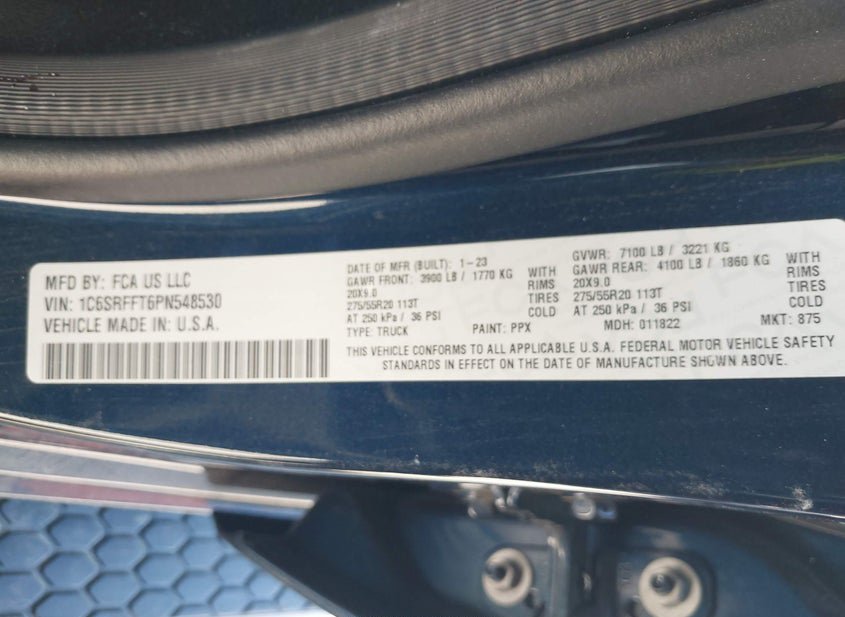 MFD BY: FCA US LLC
VIN: 1C6SRFFT6PN548530
VEHICLE MADE IN: U.S.A.
DATE OF MFR (BUILT): 1-23
GAWR FRONT: 3900 LB / 1770 KG WITH
20X9.0 RIMS
275/55R20 113T TIRES
AT 250 kPa / 36 PSI COLD
TYPE: TRUCK PAINT: PPX
GVWR: 7100 LB / 3221 KG
GAWR REAR: 4100 LB / 1860 KG WITH
20X9.0 RIMS
275/55R20 113T TIRES
AT 250 kPa / 36 PSI COLD
MDH: 011822 MKT: 875
THIS VEHICLE CONFORMS TO ALL APPLICABLE U.S.A. FEDERAL MOTOR VEHICLE SAFETY
STANDARDS IN EFFECT ON THE DATE OF MANUFACTURE SHOWN ABOVE.